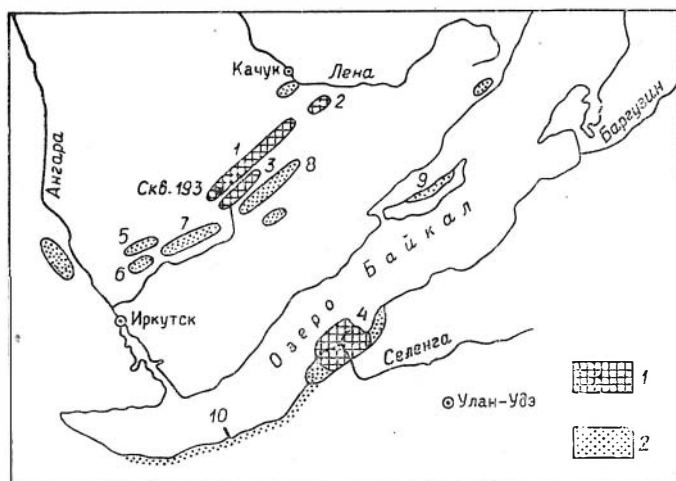 Качук
Лена
2
Баргузин
1
3
8
Скв. 193
Ангара
9
5
7
6
Озеро Байкал
4
Иркутск
Селенга
Улан-Удэ
10
1
2